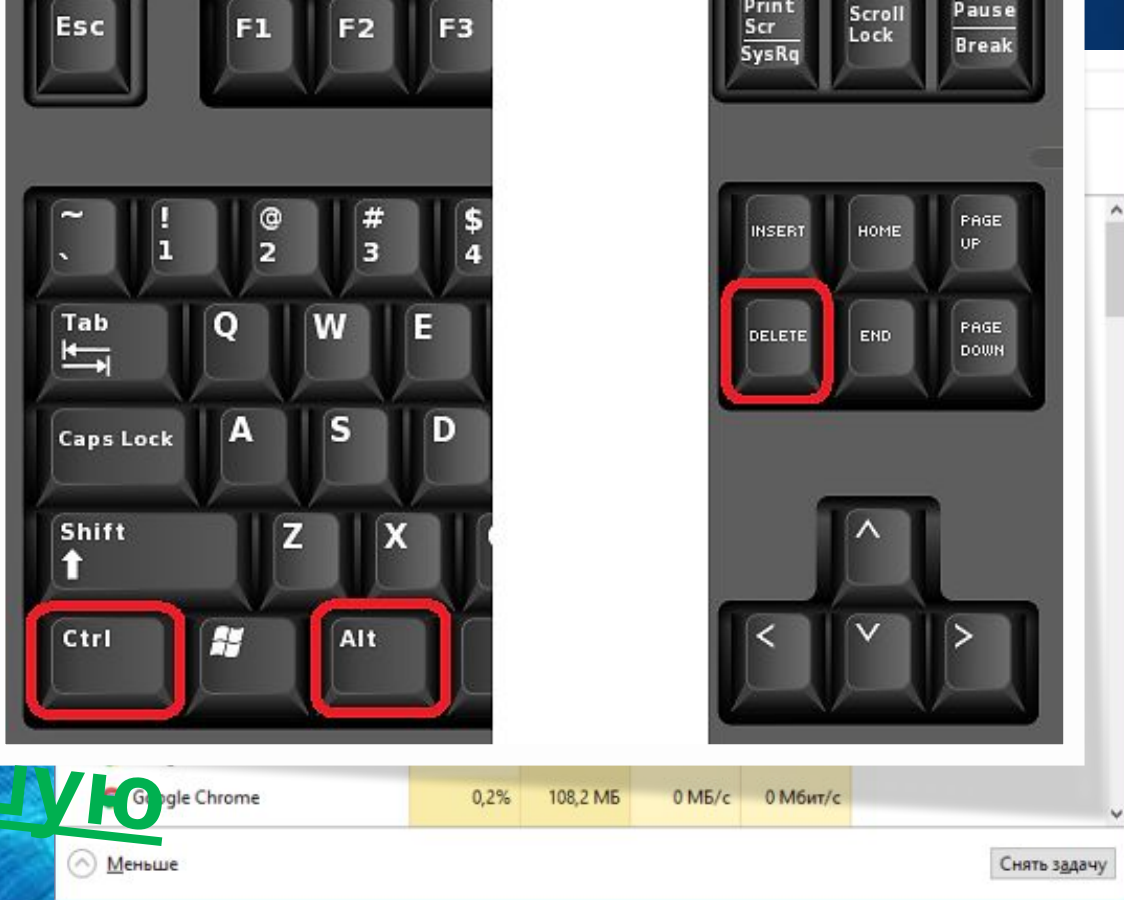 Esc F1 F2 F3
Print Scr SysRq
Scroll Lock
Pause Break
~ ! @ # $
` 1 2 3 4
INSERT HOME PAGE UP
Tab Q W E
DELETE END PAGE DOWN
Caps Lock A S D
Shift Z X
^
Ctrl Alt
< v >
Google Chrome 0,2% 108,2 МБ 0 МБ/с 0 Мбит/с
Меньше
Снять задачу